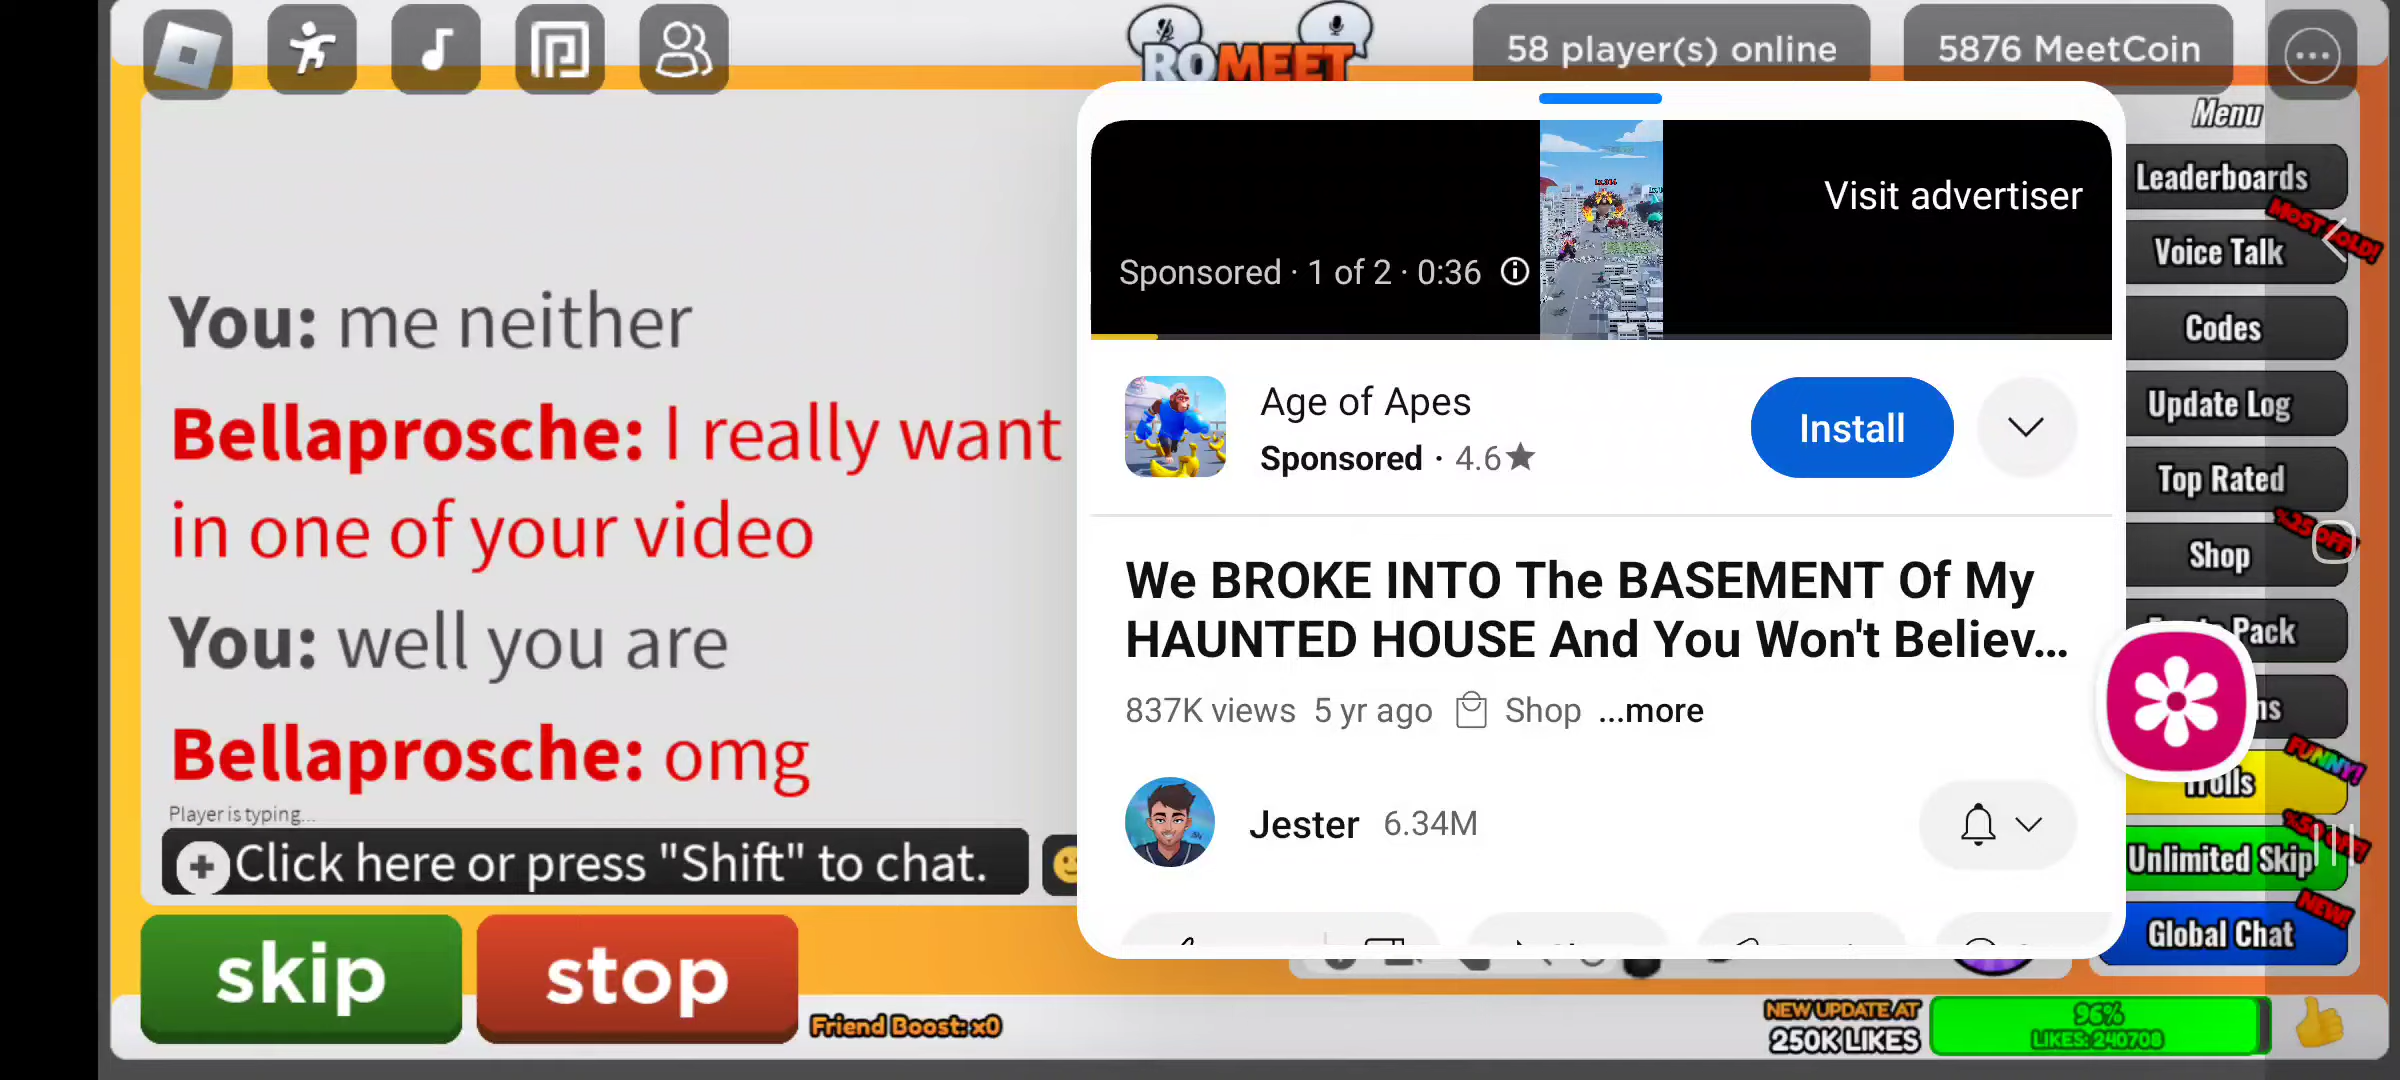 ROMEET
58 player(s) online
5876 MeetCoin
Menu
Leaderboards
MOST SOLD!
Voice Talk
Codes
Update Log
Top Rated
%25 OFF!
Shop
Pack
FUNNY!
Trolls
Unlimited Skip
NEW!
Global Chat
You: me neither
Bellaprosche: I really want
in one of your video
You: well you are
Bellaprosche: omg
Player is typing...
Click here or press "Shift" to chat.
skip
stop
Friend Boost: x0
Visit advertiser
Sponsored · 1 of 2 · 0:36
Age of Apes
Install
Sponsored · 4.6★
We BROKE INTO The BASEMENT Of My
HAUNTED HOUSE And You Won't Believ...
837K views 5 yr ago Shop ...more
Jester 6.34M
NEW UPDATE AT
250K LIKES
96%
LIKES: 240708